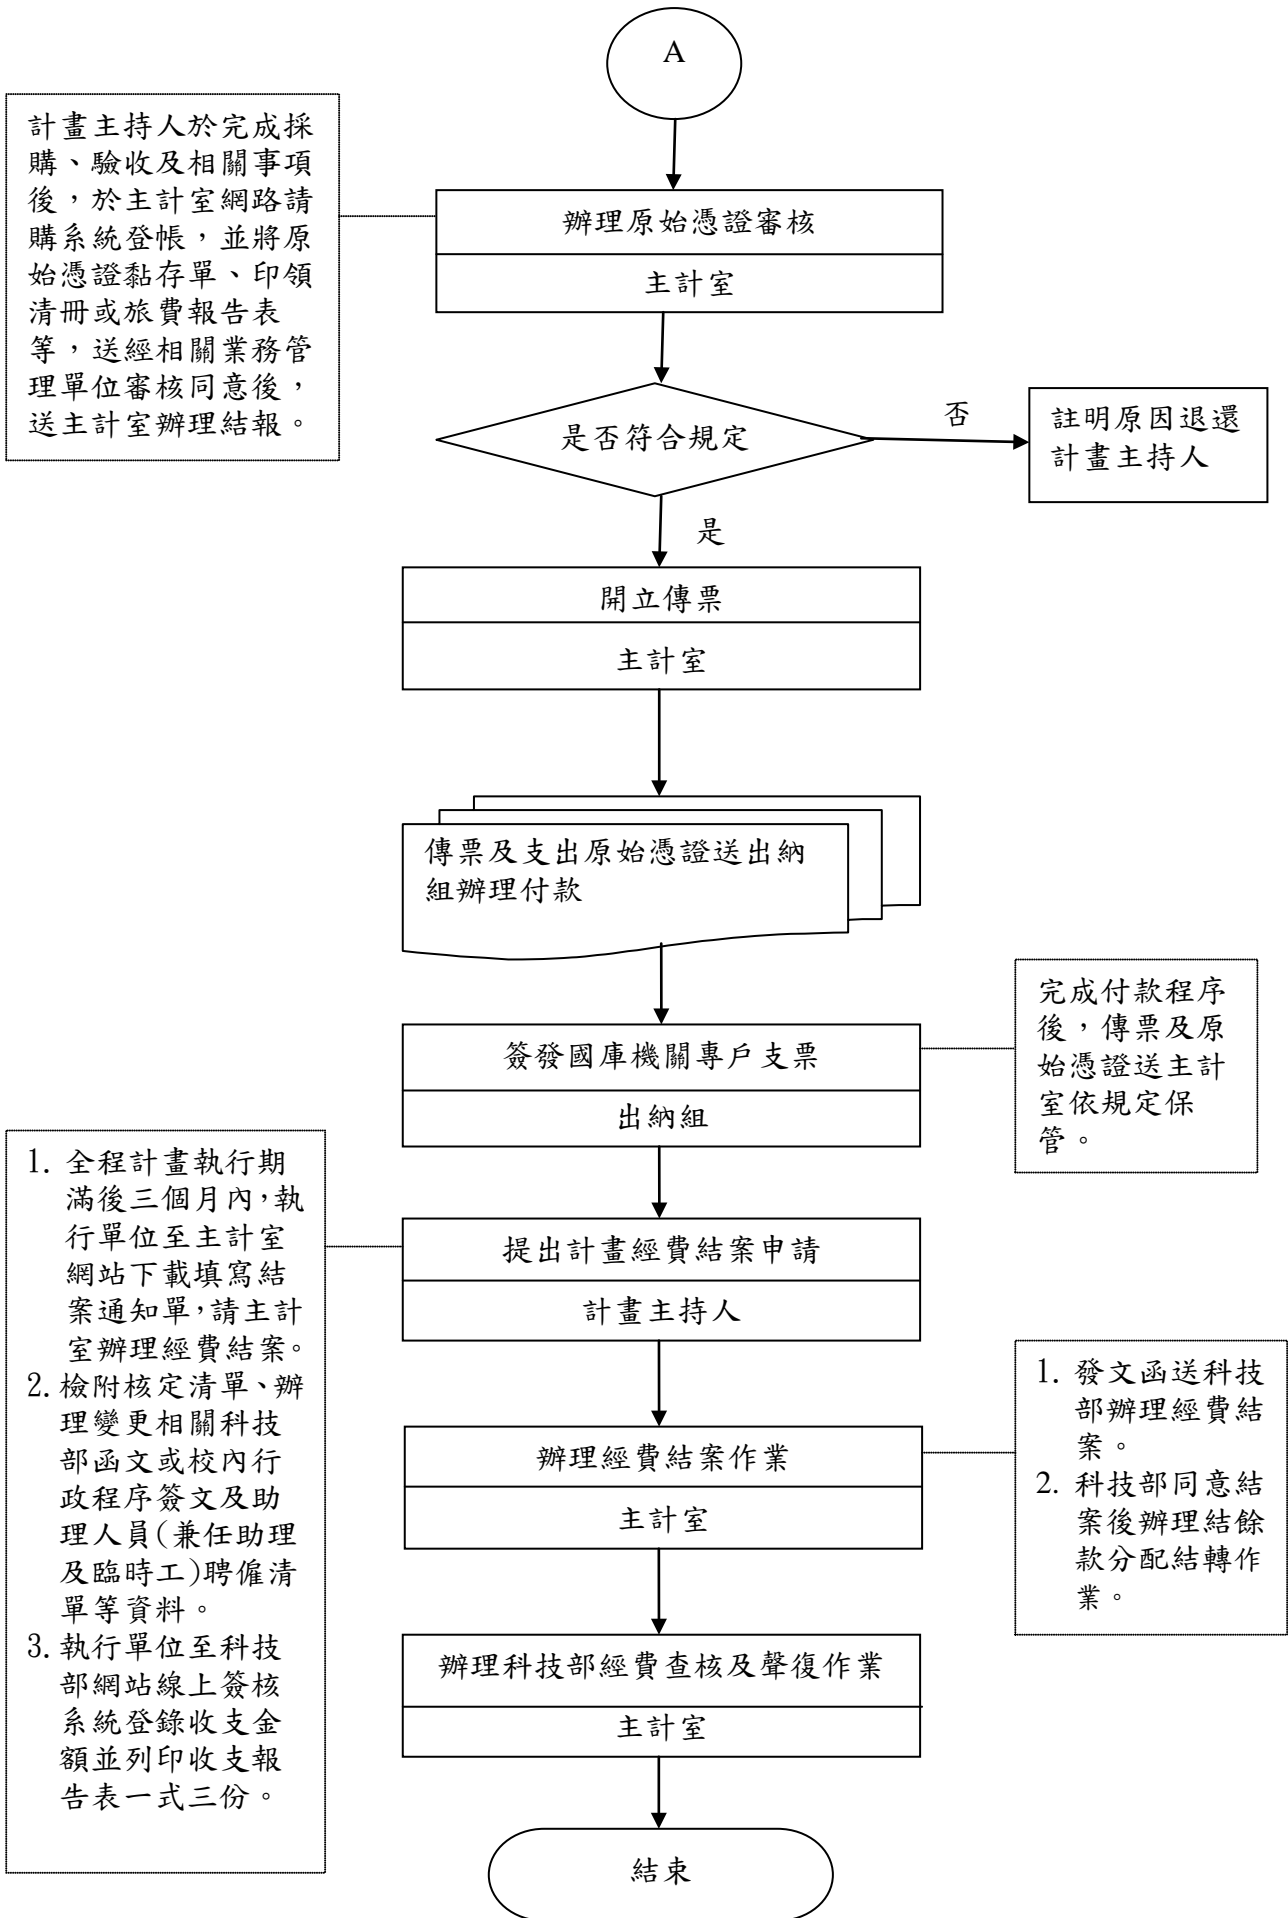 A
計畫主持人於完成採
購、驗收及相關事項
後，於主計室網路請
購系統登帳，並將原
始憑證黏存單、印領
清冊或旅費報告表
等，送經相關業務管
理單位審核同意後，
送主計室辦理結報。
辦理原始憑證審核
主計室
是否符合規定
否
註明原因退還
計畫主持人
是
開立傳票
主計室
傳票及支出原始憑證送出納
組辦理付款
簽發國庫機關專戶支票
出納組
完成付款程序
後，傳票及原
始憑證送主計
室依規定保
管。
1. 全程計畫執行期
滿後三個月內，執
行單位至主計室
網站下載填寫結
案通知單，請主計
室辦理經費結案。
2. 檢附核定清單、辦
理變更相關科技
部函文或校內行
政程序簽文及助
理人員(兼任助理
及臨時工)聘僱清
單等資料。
3. 執行單位至科技
部網站線上簽核
系統登錄收支金
額並列印收支報
告表一式三份。
提出計畫經費結案申請
計畫主持人
辦理經費結案作業
主計室
1. 發文函送科技
部辦理經費結
案。
2. 科技部同意結
案後辦理結餘
款分配結轉作
業。
辦理科技部經費查核及聲復作業
主計室
結束